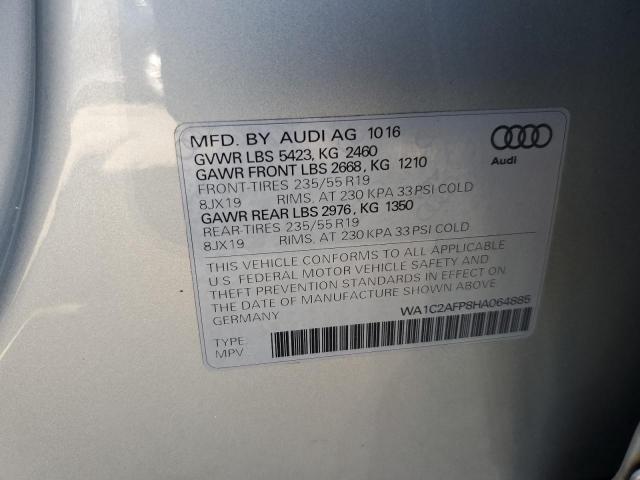 MFD. BY AUDI AG 10 16
GVWR LBS 5423, KG 2460
GAWR FRONT LBS 2668, KG 1210
FRONT-TIRES 235/55 R19
8JX19 RIMS. AT 230 KPA 33 PSI COLD
GAWR REAR LBS 2976, KG 1350
REAR-TIRES 235/55 R19
8JX19 RIMS. AT 230 KPA 33 PSI COLD
Audi
THIS VEHICLE CONFORMS TO ALL APPLICABLE
U.S. FEDERAL MOTOR VEHICLE SAFETY AND
THEFT PREVENTION STANDARDS IN EFFECT ON
THE DATE OF MANUFACTURE SHOWN ABOVE
GERMANY
WA1C2AFP8HA064885
TYPE
MPV